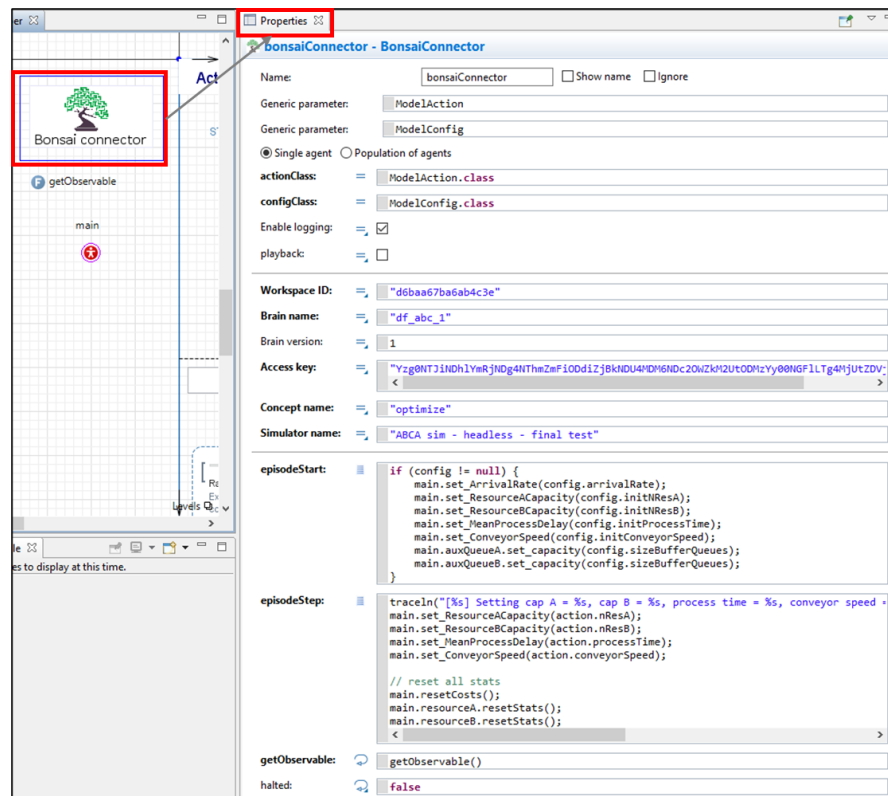 er
Properties
bonsaiConnector - BonsaiConnector
Act
Bonsai connector
getObservable
main
Levels
le
es to display at this time.
Name:
bonsaiConnector
Show name
Ignore
Generic parameter:
ModelAction
Generic parameter:
ModelConfig
Single agent
Population of agents
actionClass:
ModelAction.class
configClass:
ModelConfig.class
Enable logging:
playback:
Workspace ID:
"d6baa67ba6ab4c3e"
Brain name:
"df_abc_1"
Brain version:
1
Access key:
Concept name:
"optimize"
Simulator name:
"ABCA sim - headless - final test"
episodeStart:
if (config != null) {
main.set_ArrivalRate(config.arrivalRate);
main.set_ResourceACapacity(config.initNResA);
main.set_ResourceBCapacity(config.initNResB);
main.set_MeanProcessDelay(config.initProcessTime);
main.set_ConveyorSpeed(config.initConveyorSpeed);
main.auxQueueA.set_capacity(config.sizeBufferQueues);
main.auxQueueB.set_capacity(config.sizeBufferQueues);
}
episodeStep:
traceln("[%s] Setting cap A = %s, cap B = %s, process time = %s, conveyor speed =
main.set_ResourceACapacity(action.nResA);
main.set_ResourceBCapacity(action.nResB);
main.set_MeanProcessDelay(action.processTime);
main.set_ConveyorSpeed(action.conveyorSpeed);
// reset all stats
main.resetCosts();
main.resourceA.resetStats();
main.resourceB.resetStats();
getObservable:
getObservable()
halted:
false